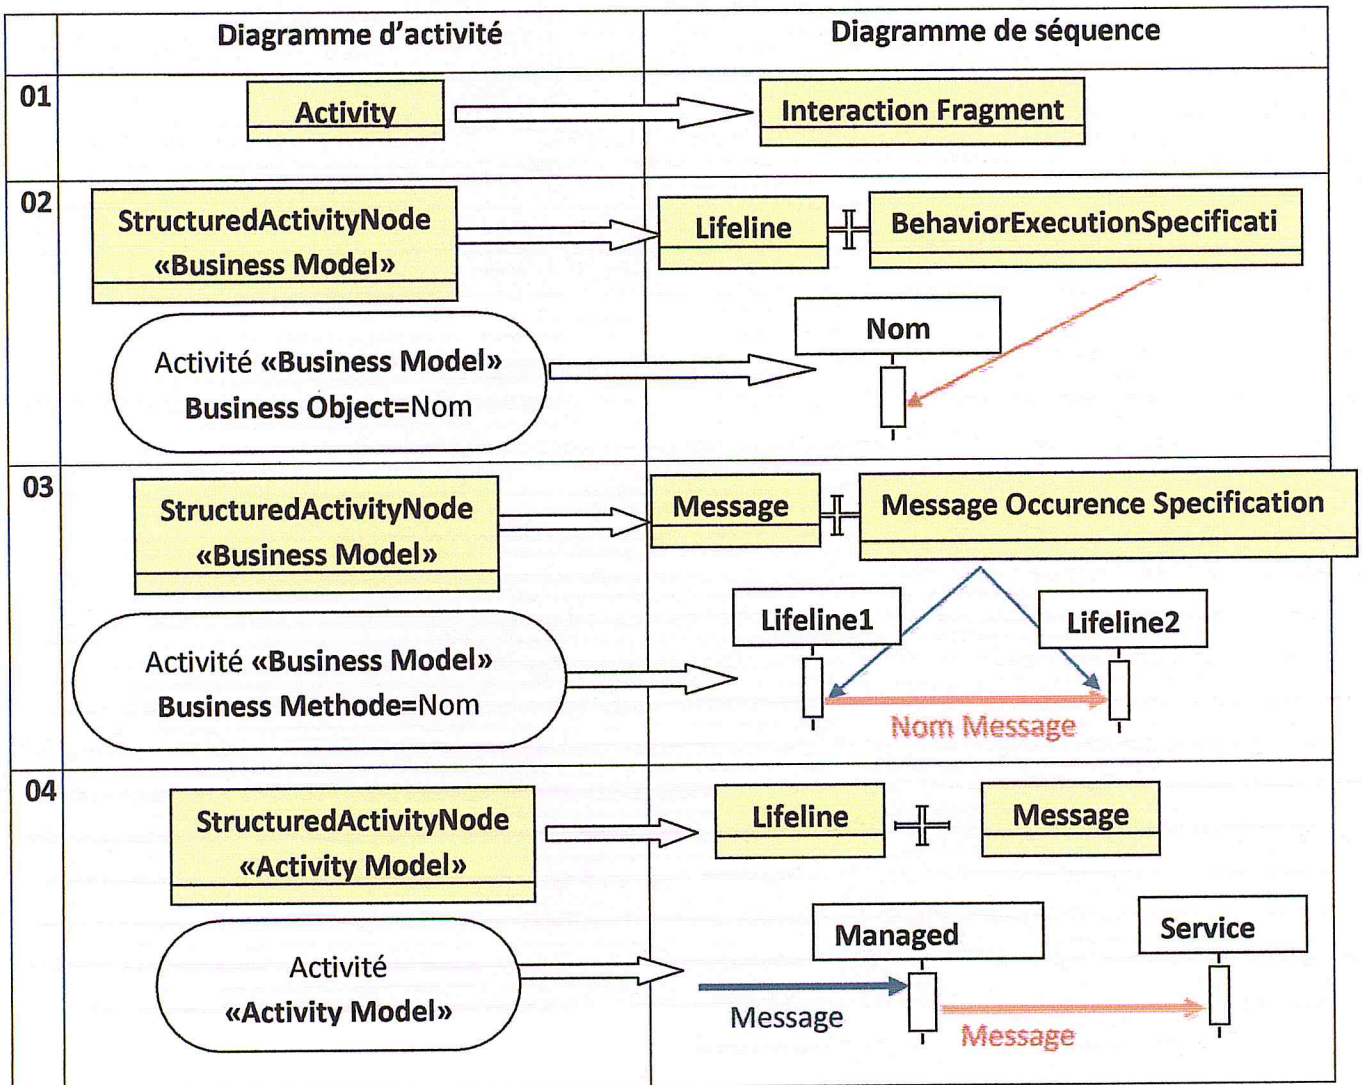 Diagramme d'activité
Diagramme de séquence
01
Activity
Interaction Fragment
02
StructuredActivityNode
«Business Model»
Lifeline
BehaviorExecutionSpecificati
Nom
Activité «Business Model»
Business Object=Nom
03
StructuredActivityNode
«Business Model»
Message
Message Occurence Specification
Lifeline1
Lifeline2
Activité «Business Model»
Business Methode=Nom
Nom Message
04
StructuredActivityNode
«Activity Model»
Lifeline
Message
Managed
Service
Activité
«Activity Model»
Message
Message